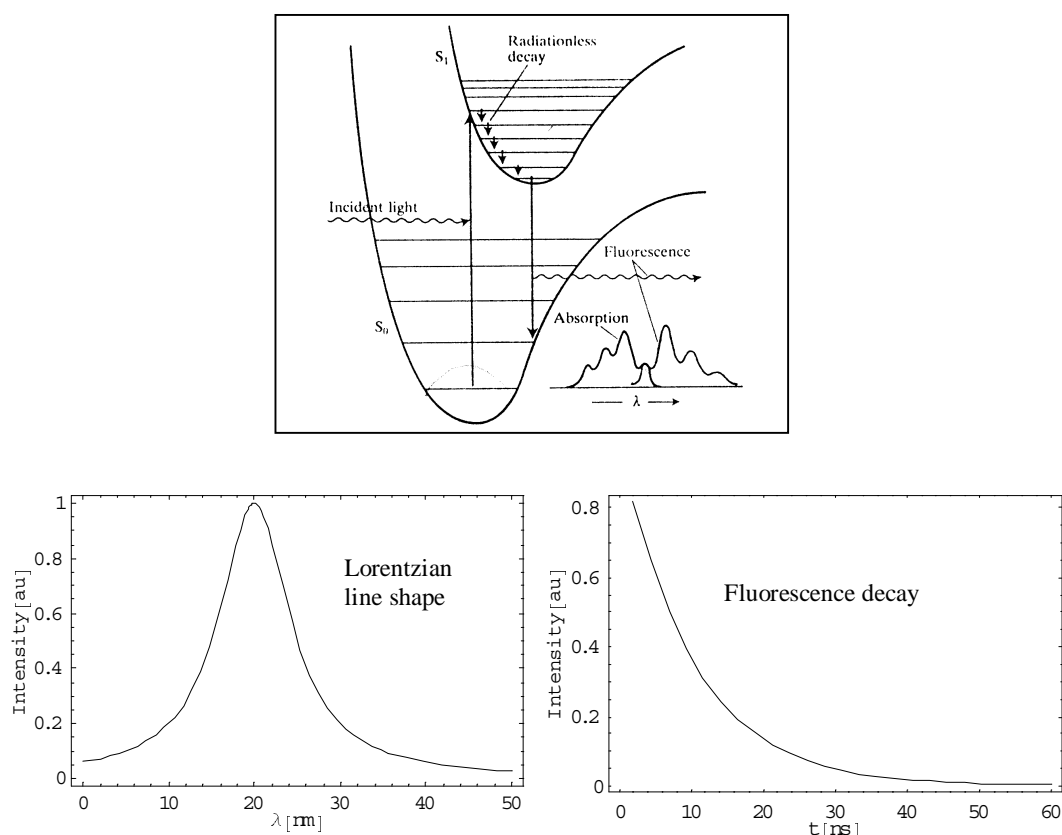 S₁
Radiationless
decay
Incident light
Fluorescence
S₀
Absorption
λ
Intensity[au]
1
0.8
0.6
0.4
0.2
0
Lorentzian
line shape
0 10 20 30 40 50
λ[nm]
Intensity[au]
0.8
0.6
0.4
0.2
0
Fluorescence decay
0 10 20 30 40 50 60
t[ns]